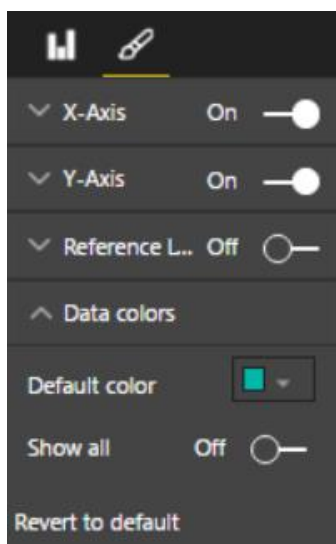 X-Axis On
Y-Axis On
Reference L... Off
Data colors
Default color
Show all Off
Revert to default